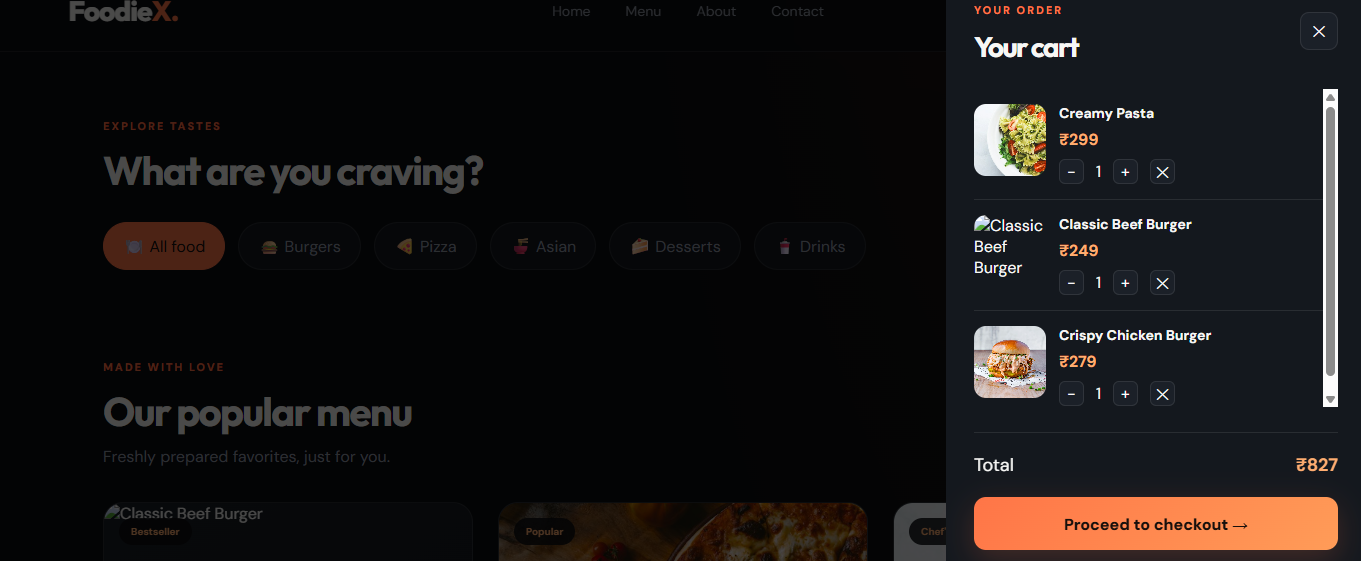 FoodieX.
Home Menu About Contact
EXPLORE TASTES
What are you craving?
All food Burgers Pizza Asian Desserts Drinks
MADE WITH LOVE
Our popular menu
Freshly prepared favorites, just for you.
Classic Beef Burger
Bestseller
Popular
Chef'
YOUR ORDER
Your cart
Creamy Pasta
₹299
− 1 +
Classic
Beef
Burger
Classic Beef Burger
₹249
− 1 +
Crispy Chicken Burger
₹279
− 1 +
Total ₹827
Proceed to checkout →